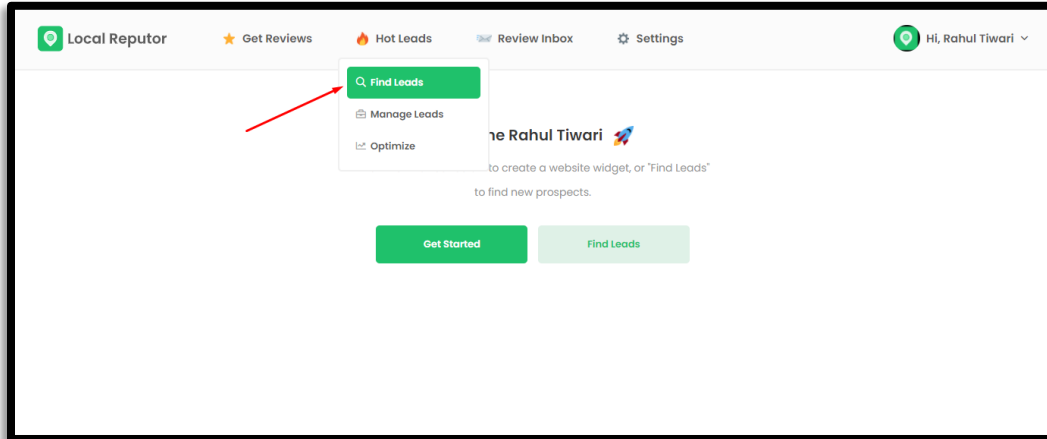 Local Reputor
Get Reviews
Hot Leads
Review Inbox
Settings
Hi, Rahul Tiwari
Find Leads
Manage Leads
Optimize
ne Rahul Tiwari
to create a website widget, or "Find Leads"
to find new prospects.
Get Started
Find Leads